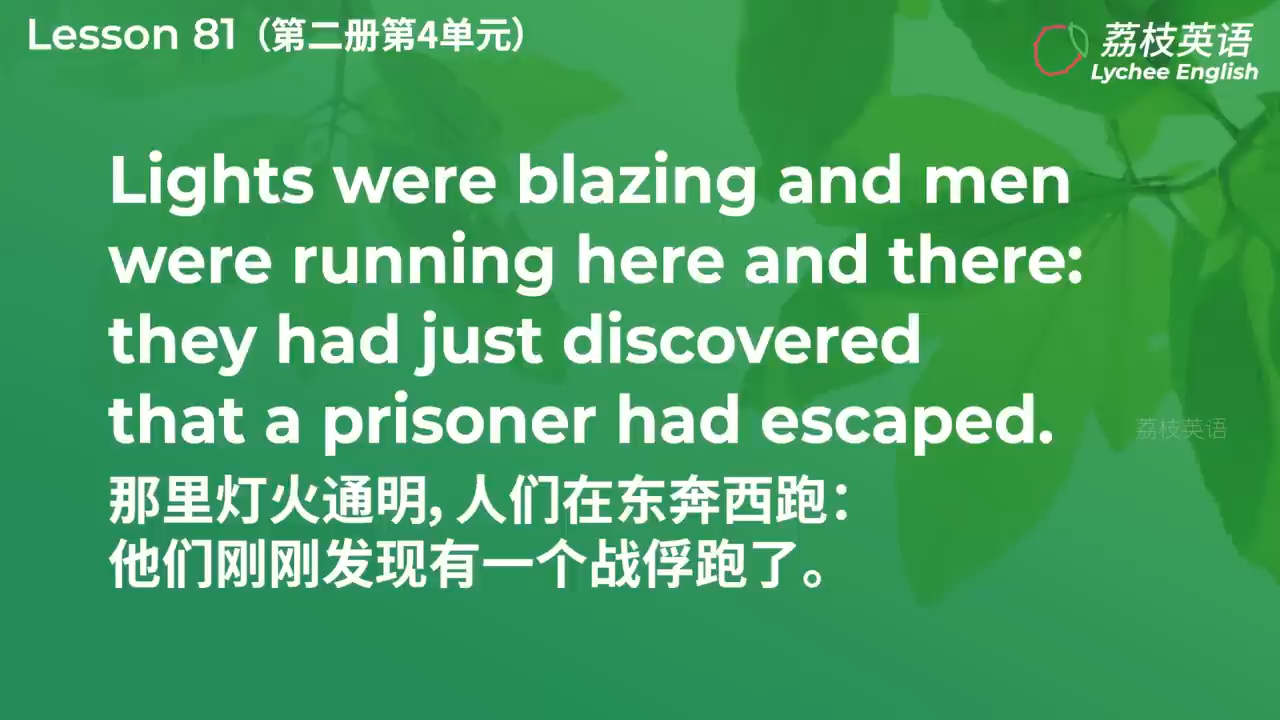 Lesson 81（第二册第4单元）
荔枝英语
Lychee English
Lights were blazing and men
were running here and there:
they had just discovered
that a prisoner had escaped.
荔枝英语
那里灯火通明, 人们在东奔西跑：
他们刚刚发现有一个战俘跑了。